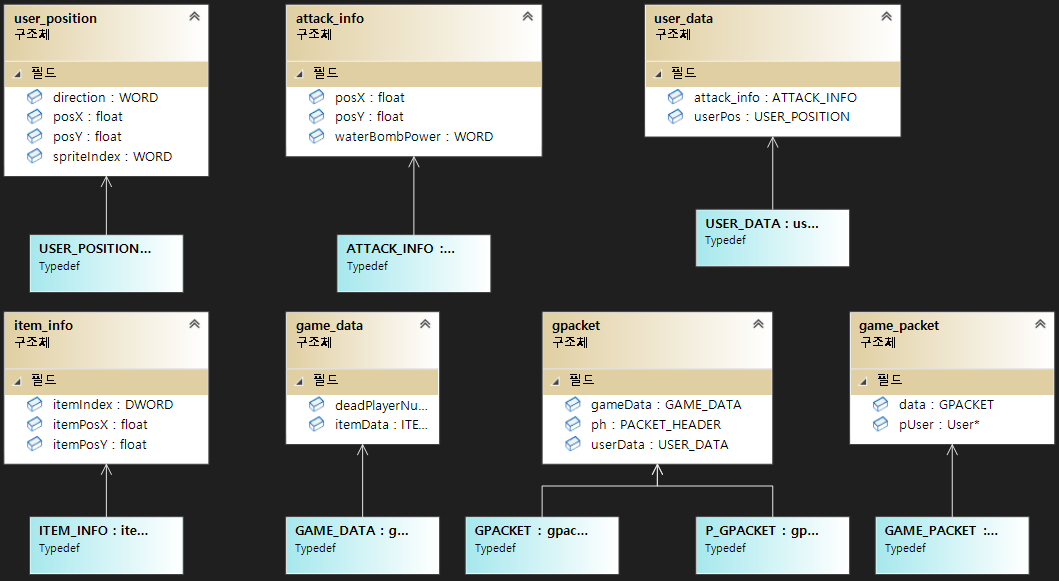 user_position
구조체
필드
direction : WORD
posX : float
posY : float
spriteIndex : WORD
USER_POSITION...
Typedef
attack_info
구조체
필드
posX : float
posY : float
waterBombPower : WORD
ATTACK_INFO :...
Typedef
user_data
구조체
필드
attack_info : ATTACK_INFO
userPos : USER_POSITION
USER_DATA : us...
Typedef
item_info
구조체
필드
itemIndex : DWORD
itemPosX : float
itemPosY : float
ITEM_INFO : ite...
Typedef
game_data
구조체
필드
deadPlayerNu...
itemData : ITE...
GAME_DATA : g...
Typedef
gpacket
구조체
필드
gameData : GAME_DATA
ph : PACKET_HEADER
userData : USER_DATA
GPACKET : gpac...
Typedef
P_GPACKET : gp...
Typedef
game_packet
구조체
필드
data : GPACKET
pUser : User*
GAME_PACKET :...
Typedef